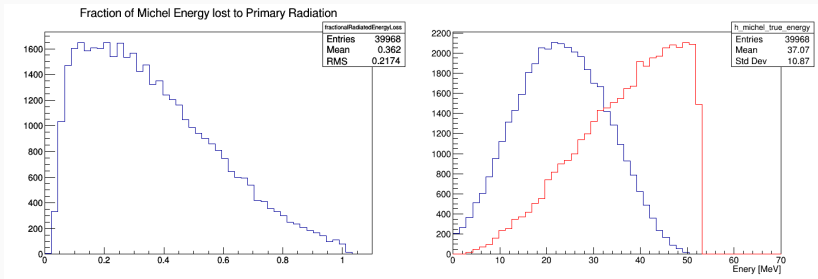 Fraction of Michel Energy lost to Primary Radiation
fractionalRadiatedEnergyLoss
Entries 39968
Mean 0.362
RMS 0.2174
1600
1400
1200
1000
800
600
400
200
0
0 0.2 0.4 0.6 0.8 1
h_michel_true_energy
Entries 39968
Mean 37.07
Std Dev 10.87
2200
2000
1800
1600
1400
1200
1000
800
600
400
200
0
0 10 20 30 40 50 60 70
Enery [MeV]